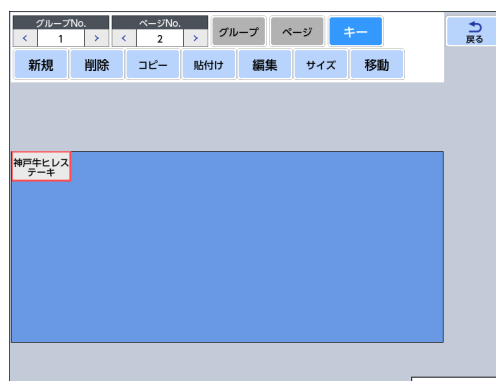 グループNo.
ページNo.
< 1 > < 2 >
グループ
ページ
キー
戻る
新規
削除
コピー
貼付け
編集
サイズ
移動
神戸牛ヒレス
テーキ